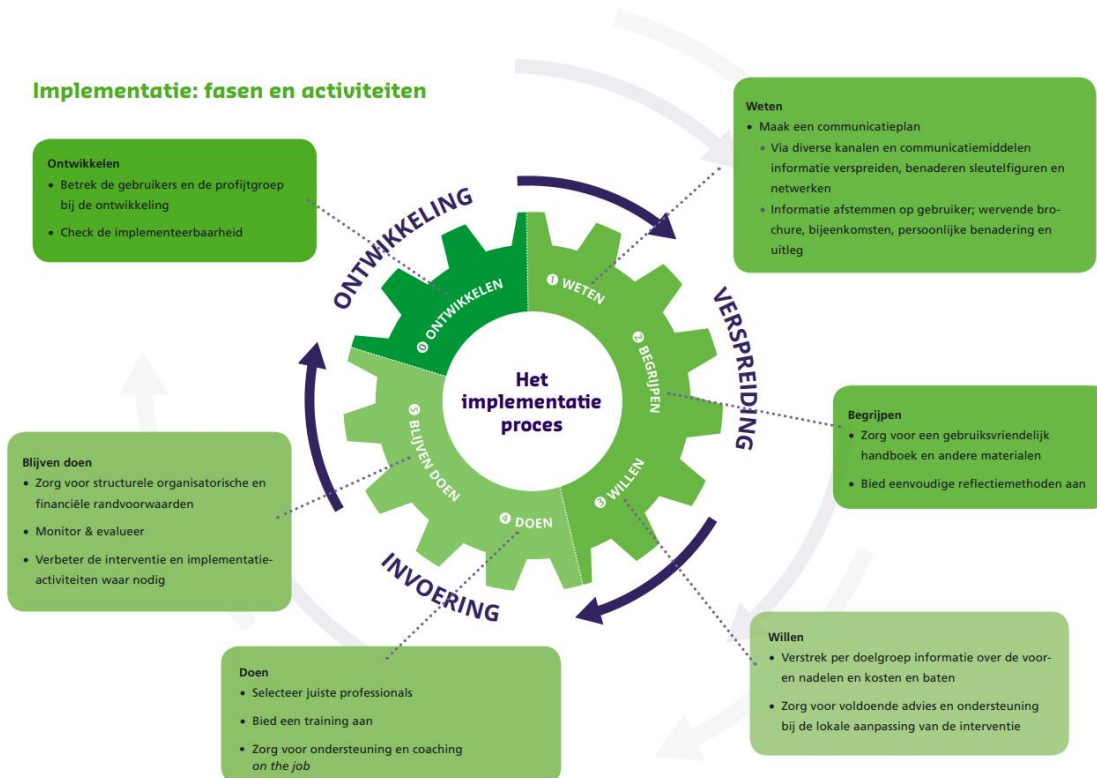 Implementatie: fasen en activiteiten
Ontwikkelen
• Betrek de gebruikers en de profijtgroep
bij de ontwikkeling
• Check de implementeerbaarheid
Weten
• Maak een communicatieplan
• Via diverse kanalen en communicatiemiddelen
informatie verspreiden, benaderen sleutelfiguren en
netwerken
• Informatie afstemmen op gebruiker; wervende bro-
chure, bijeenkomsten, persoonlijke benadering en
uitleg
ONTWIKKELING
VERSPREIDING
INVOERING
0 ONTWIKKELEN
1 WETEN
2 BEGRIJPEN
3 WILLEN
4 DOEN
5 BLIJVEN DOEN
Het
implementatie
proces
Begrijpen
• Zorg voor een gebruiksvriendelijk
handboek en andere materialen
• Bied eenvoudige reflectiemethoden aan
Blijven doen
• Zorg voor structurele organisatorische en
financiële randvoorwaarden
• Monitor & evalueer
• Verbeter de interventie en implementatie-
activiteiten waar nodig
Willen
• Verstrek per doelgroep informatie over de voor-
en nadelen en kosten en baten
• Zorg voor voldoende advies en ondersteuning
bij de lokale aanpassing van de interventie
Doen
• Selecteer juiste professionals
• Bied een training aan
• Zorg voor ondersteuning en coaching
on the job